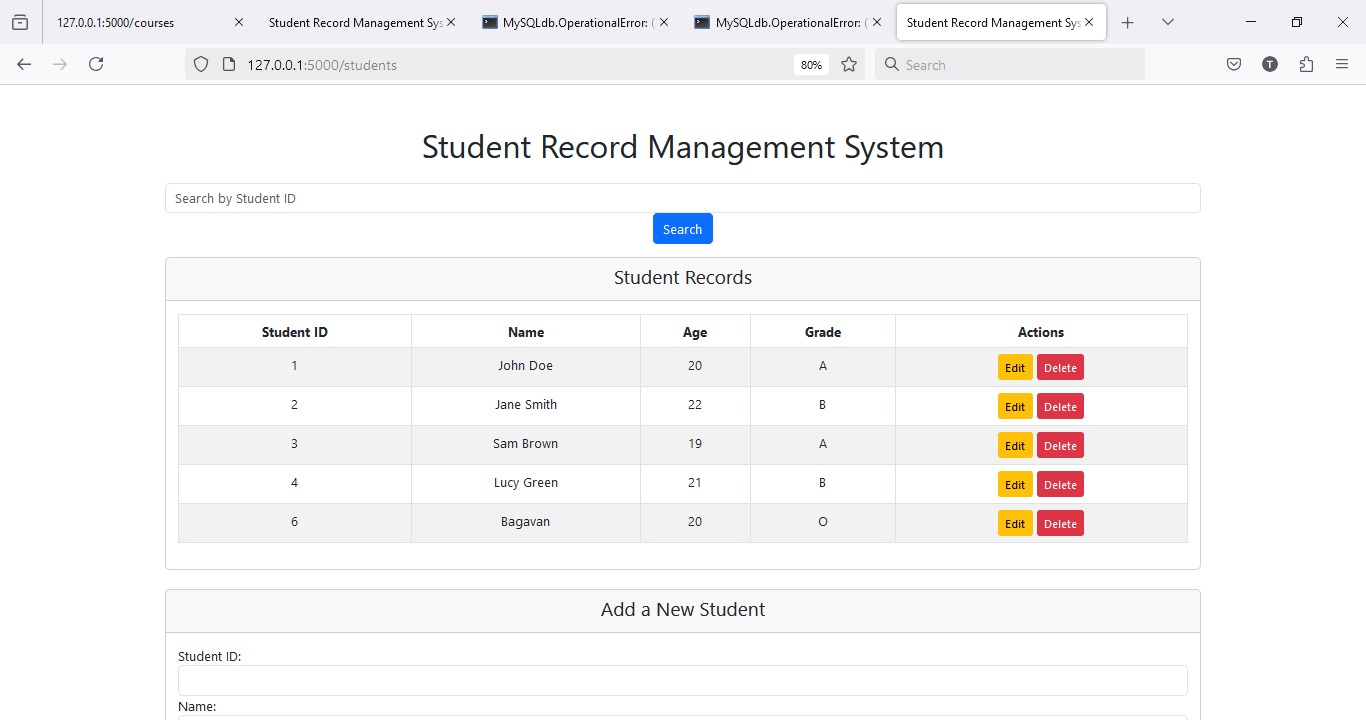 127.0.0.1:5000/courses
Student Record Management Sys
MySQLdb.OperationalError: (
MySQLdb.OperationalError: (
Student Record Management Sys
127.0.0.1:5000/students
80%
Search
T
Student Record Management System
Search by Student ID
Search
Student Records
Student ID Name Age Grade Actions
1 John Doe 20 A Edit Delete
2 Jane Smith 22 B Edit Delete
3 Sam Brown 19 A Edit Delete
4 Lucy Green 21 B Edit Delete
6 Bagavan 20 O Edit Delete
Add a New Student
Student ID:
Name: